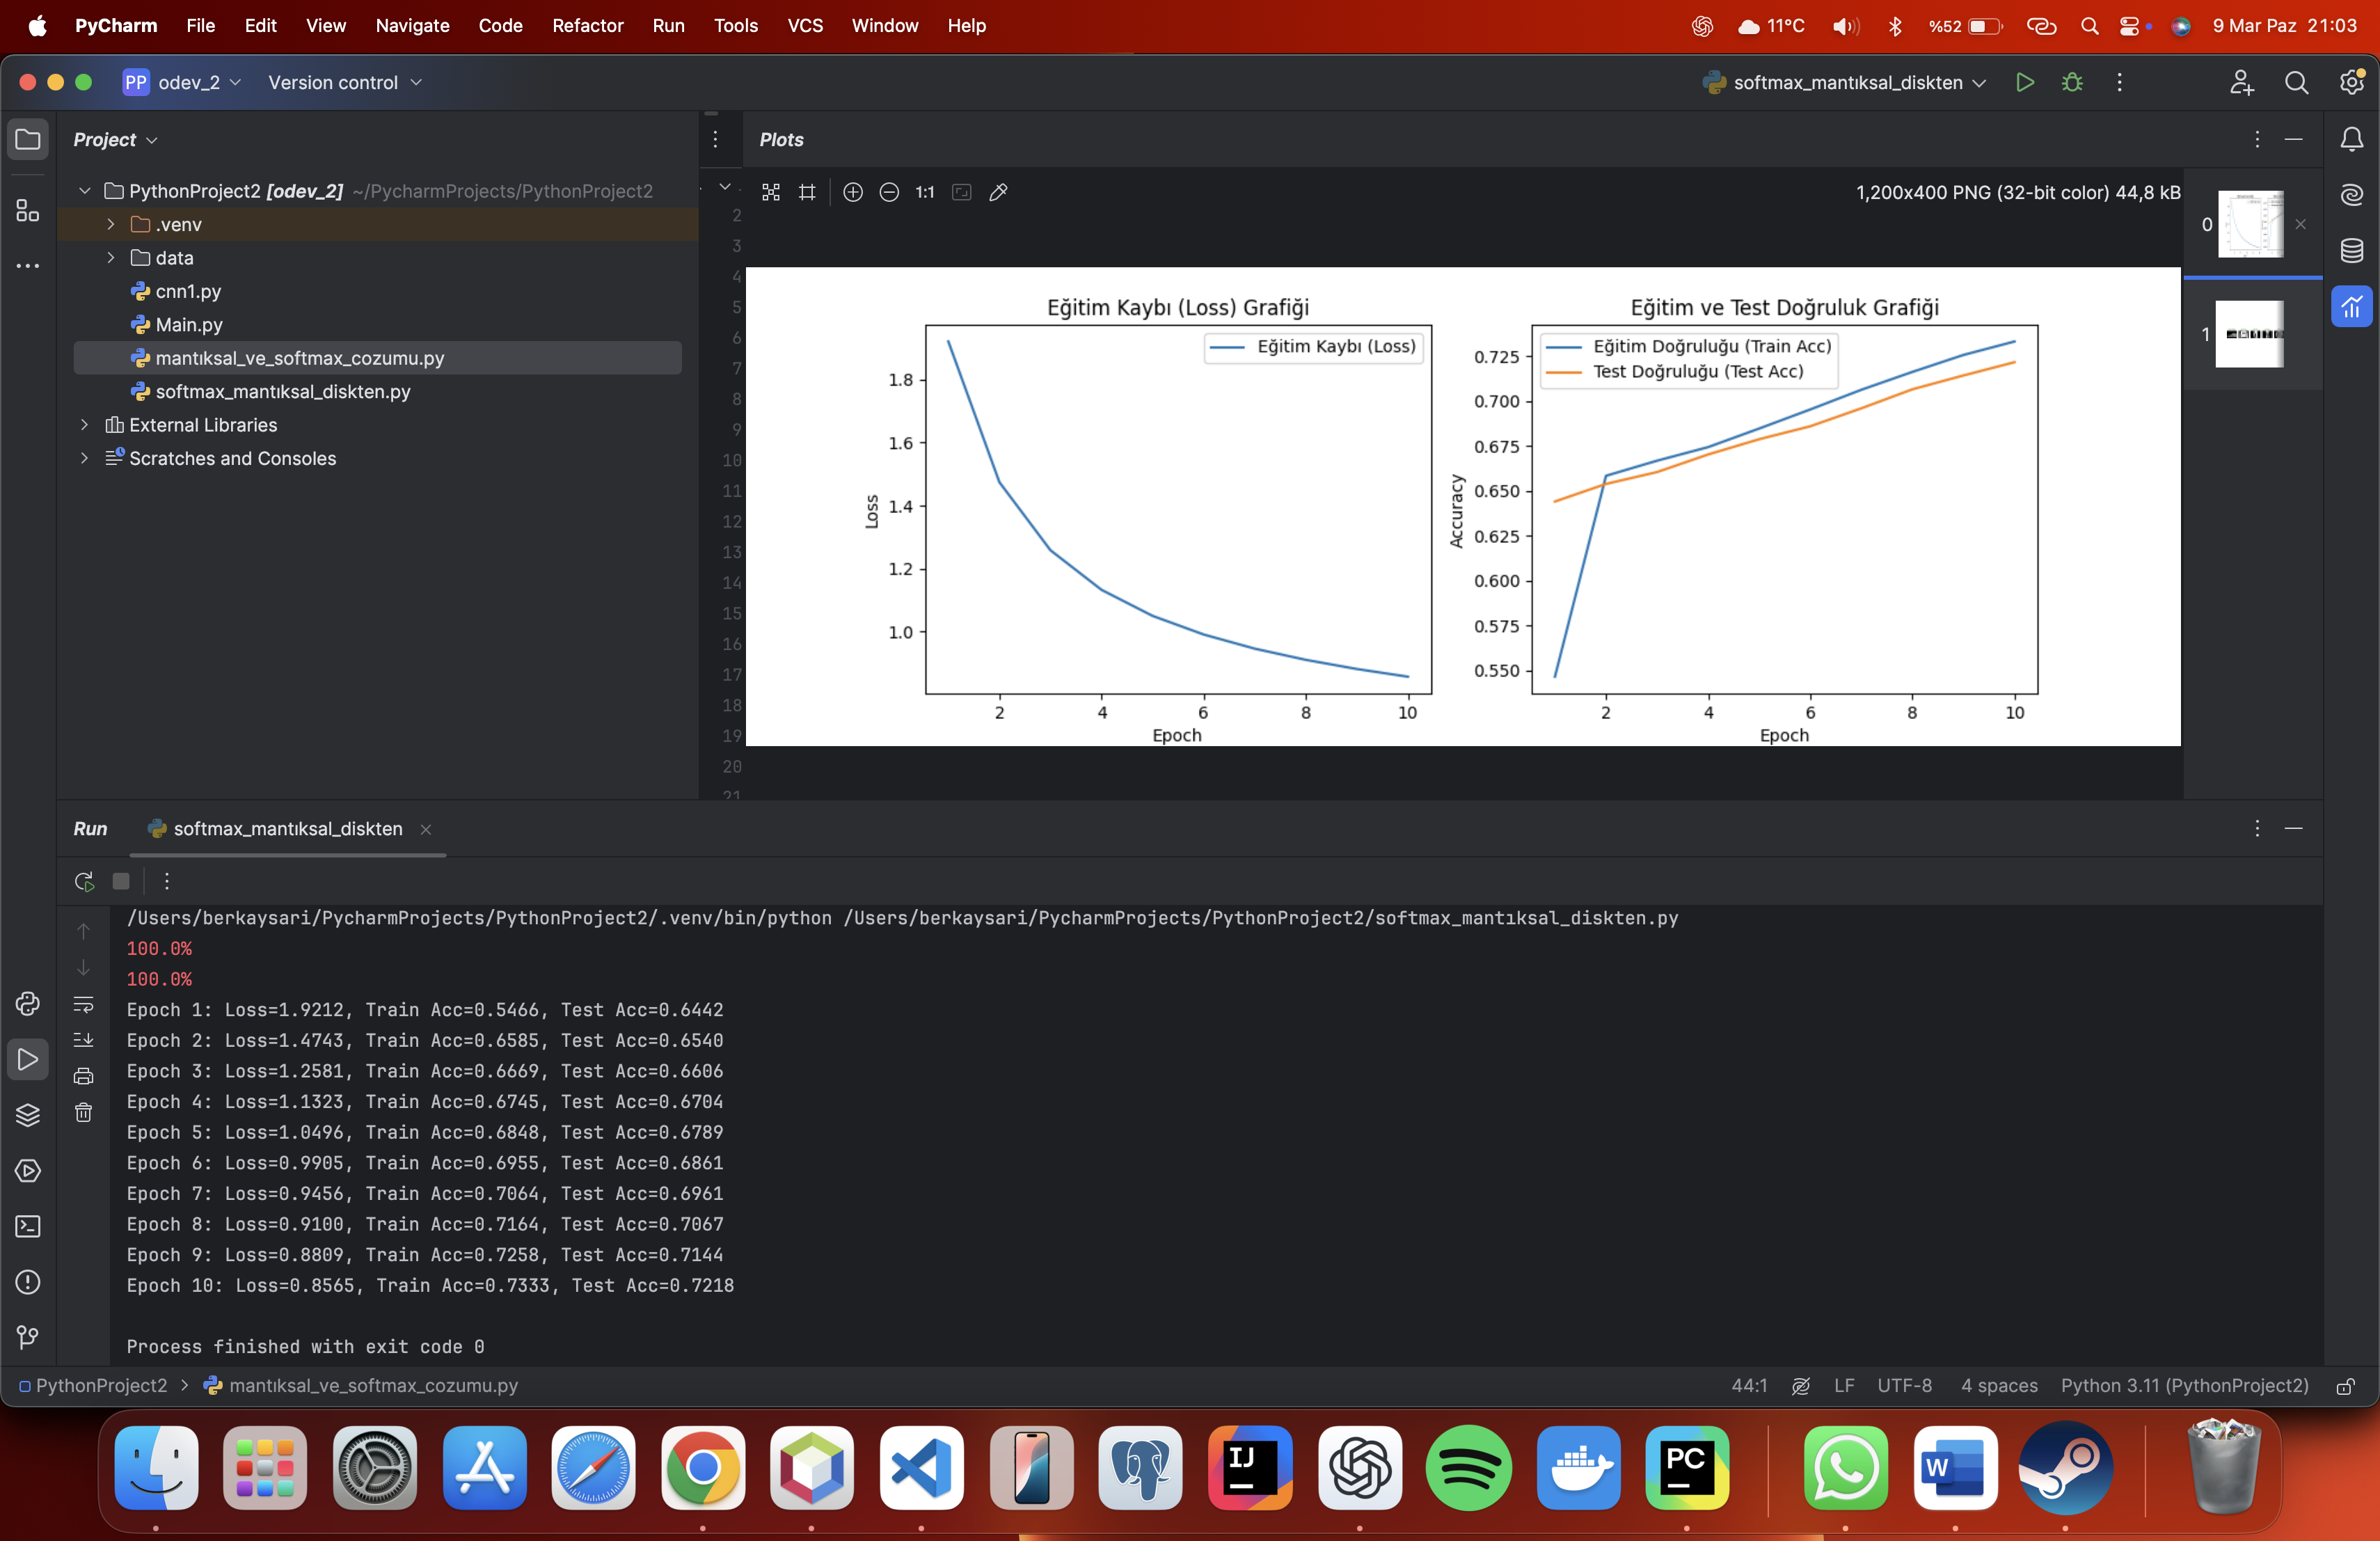 PyCharm File Edit View Navigate Code Refactor Run Tools VCS Window Help 11°C %52 9 Mar Paz 21:03
PP odev_2 Version control softmax_mantıksal_diskten
Project
PythonProject2 [odev_2] ~/PycharmProjects/PythonProject2
.venv
data
cnn1.py
Main.py
mantıksal_ve_softmax_cozumu.py
softmax_mantıksal_diskten.py
External Libraries
Scratches and Consoles
Plots
1:1 1,200x400 PNG (32-bit color) 44,8 kB
2
3
4
5
6
7
8
9
10
11
12
13
14
15
16
17
18
19
20
21
Eğitim Kaybı (Loss) Grafiği
Eğitim Kaybı (Loss)
Loss
1.8
1.6
1.4
1.2
1.0
2 4 6 8 10
Epoch
Eğitim ve Test Doğruluk Grafiği
Eğitim Doğruluğu (Train Acc)
Test Doğruluğu (Test Acc)
Accuracy
0.725
0.700
0.675
0.650
0.625
0.600
0.575
0.550
2 4 6 8 10
Epoch
0
1
Run softmax_mantıksal_diskten
/Users/berkaysari/PycharmProjects/PythonProject2/.venv/bin/python /Users/berkaysari/PycharmProjects/PythonProject2/softmax_mantıksal_diskten.py
100.0%
100.0%
Epoch 1: Loss=1.9212, Train Acc=0.5466, Test Acc=0.6442
Epoch 2: Loss=1.4743, Train Acc=0.6585, Test Acc=0.6540
Epoch 3: Loss=1.2581, Train Acc=0.6669, Test Acc=0.6606
Epoch 4: Loss=1.1323, Train Acc=0.6745, Test Acc=0.6704
Epoch 5: Loss=1.0496, Train Acc=0.6848, Test Acc=0.6789
Epoch 6: Loss=0.9905, Train Acc=0.6955, Test Acc=0.6861
Epoch 7: Loss=0.9456, Train Acc=0.7064, Test Acc=0.6961
Epoch 8: Loss=0.9100, Train Acc=0.7164, Test Acc=0.7067
Epoch 9: Loss=0.8809, Train Acc=0.7258, Test Acc=0.7144
Epoch 10: Loss=0.8565, Train Acc=0.7333, Test Acc=0.7218
Process finished with exit code 0
PythonProject2 > mantıksal_ve_softmax_cozumu.py 44:1 LF UTF-8 4 spaces Python 3.11 (PythonProject2)
IJ PC W